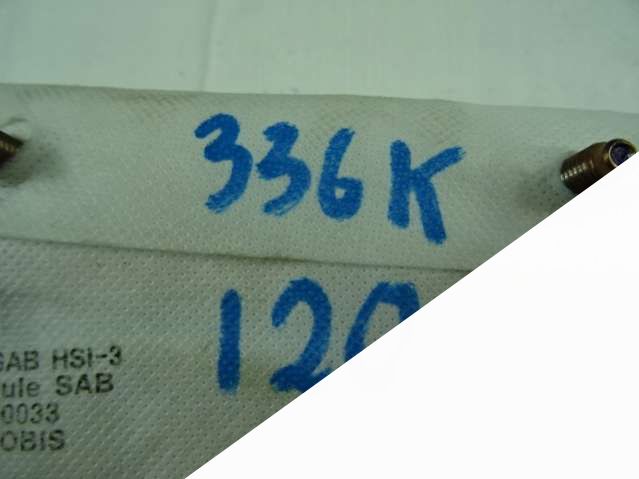 336K
12
SAB HSI-3
ule SAB
0033
OBIS